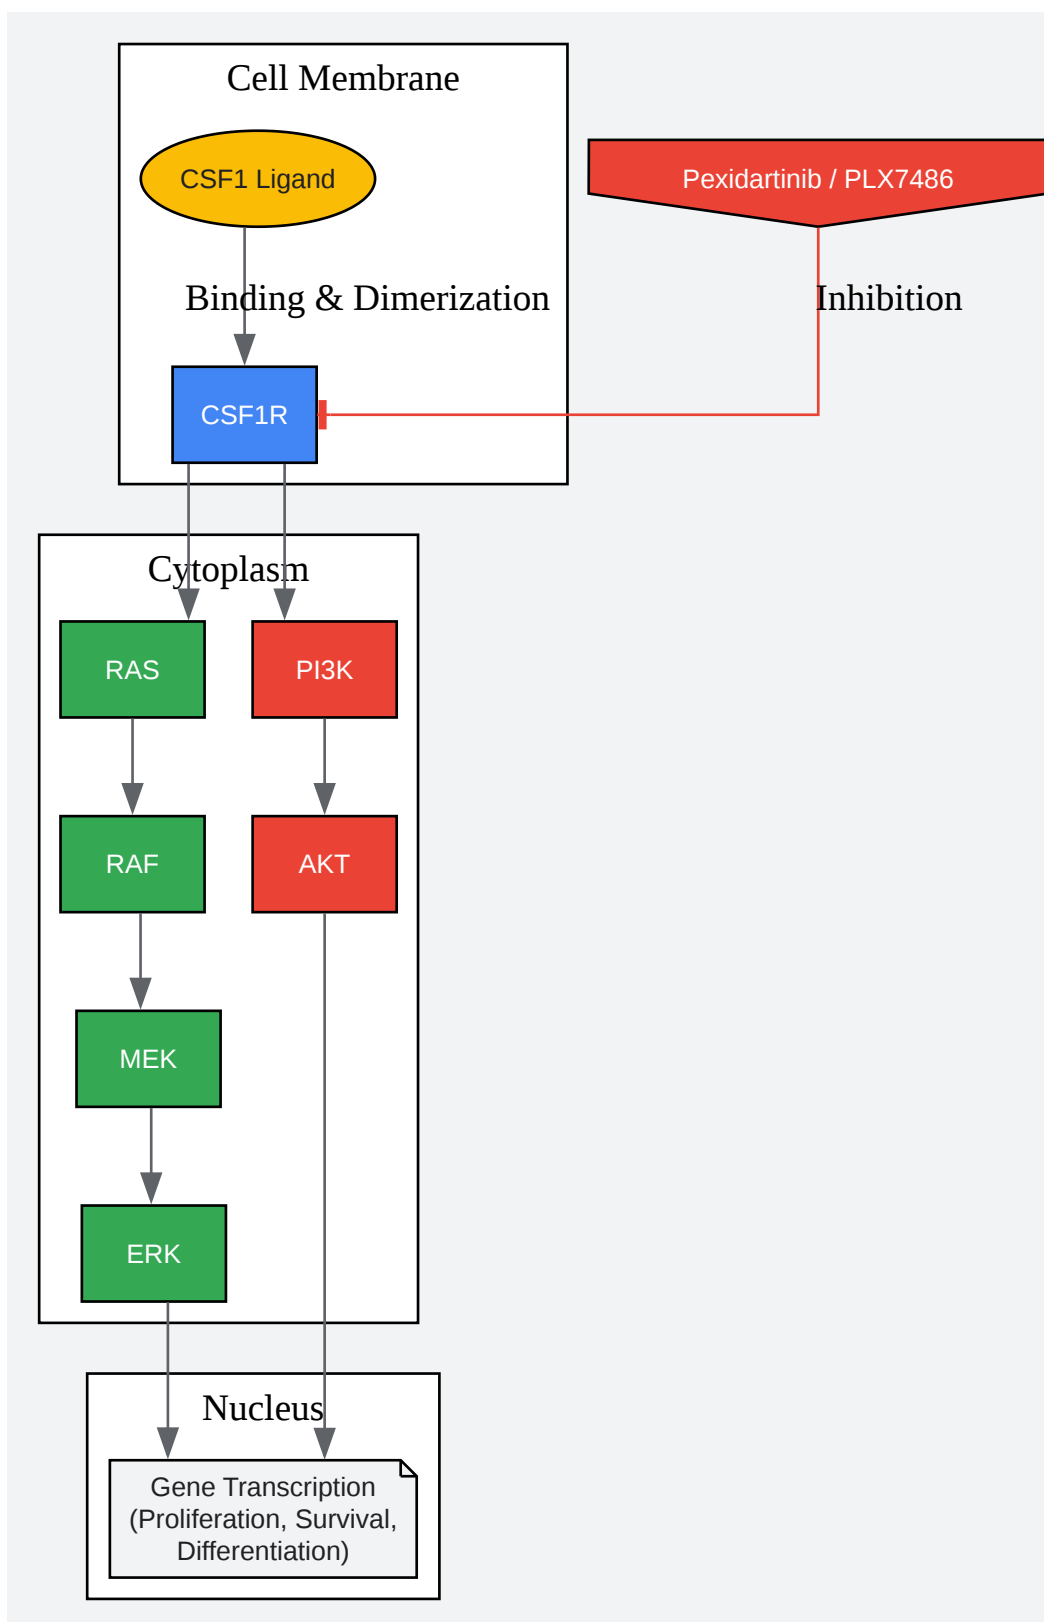 Cell Membrane
CSF1 Ligand
Pexidartinib / PLX7486
Binding & Dimerization
Inhibition
CSF1R
Cytoplasm
RAS
PI3K
RAF
AKT
MEK
ERK
Nucleus
Gene Transcription
(Proliferation, Survival,
Differentiation)